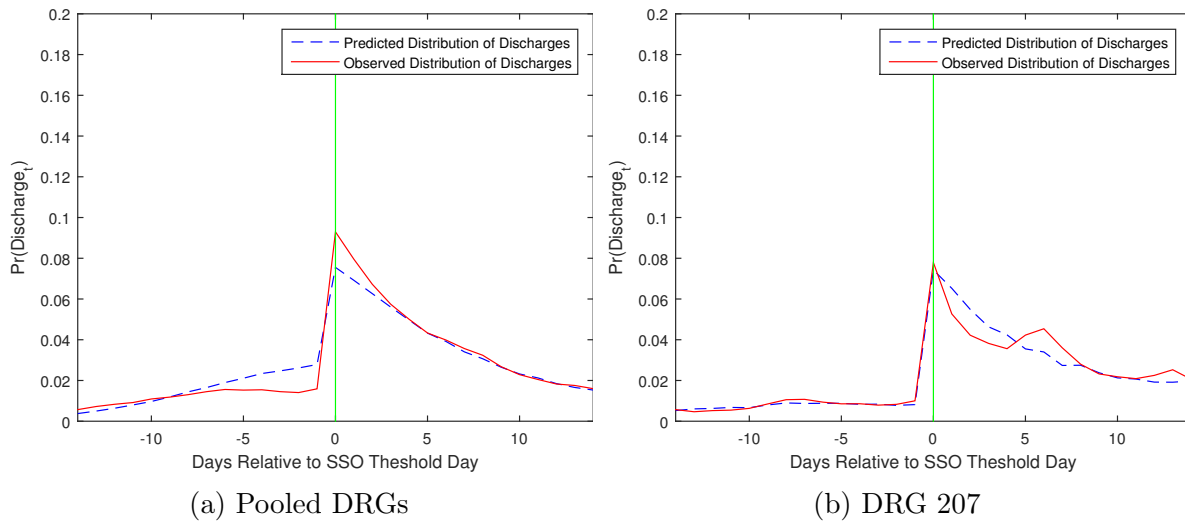 0.2
0.18
0.16
0.14
0.12
0.1
0.08
0.06
0.04
0.02
0
Pr(Discharge_t)
Predicted Distribution of Discharges
Observed Distribution of Discharges
-10 -5 0 5 10
Days Relative to SSO Theshold Day
(a) Pooled DRGs
0.2
0.18
0.16
0.14
0.12
0.1
0.08
0.06
0.04
0.02
0
Pr(Discharge_t)
Predicted Distribution of Discharges
Observed Distribution of Discharges
-10 -5 0 5 10
Days Relative to SSO Theshold Day
(b) DRG 207